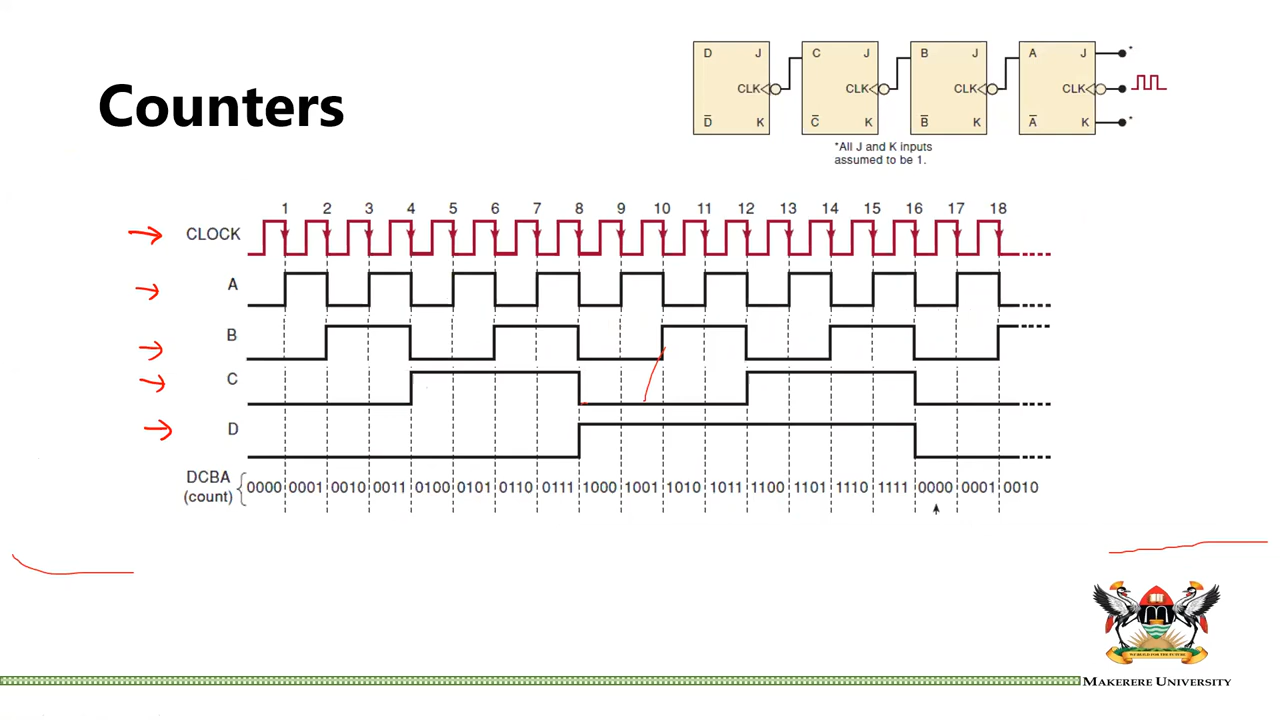 Counters
D J C J B J A J *
CLK CLK CLK CLK
D̅ K C̅ K B̅ K A̅ K *
*All J and K inputs
assumed to be 1.
1 2 3 4 5 6 7 8 9 10 11 12 13 14 15 16 17 18
CLOCK
A
B
C
D
DCBA
(count)
0000 0001 0010 0011 0100 0101 0110 0111 1000 1001 1010 1011 1100 1101 1110 1111 0000 0001 0010
MAKERERE UNIVERSITY